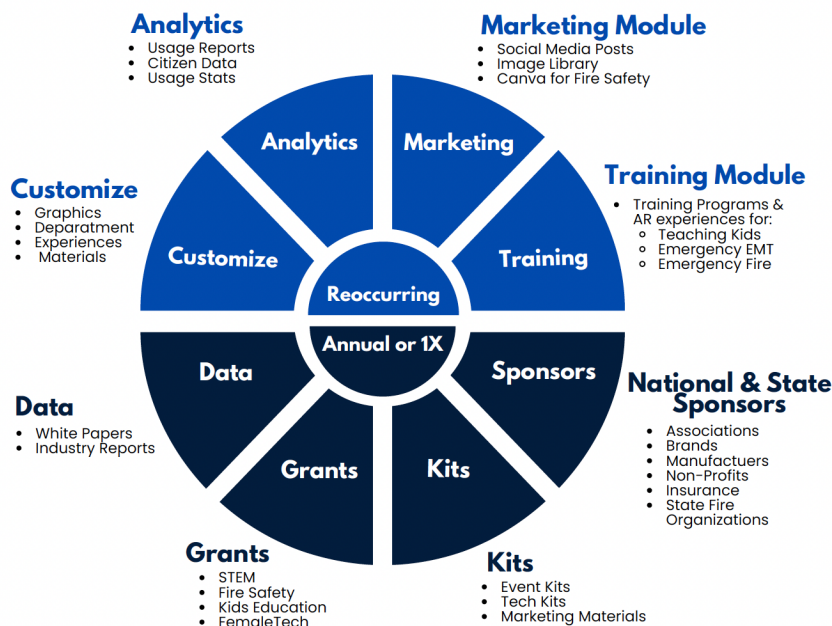 Analytics
• Usage Reports
• Citizen Data
• Usage Stats
Marketing Module
• Social Media Posts
• Image Library
• Canva for Fire Safety
Analytics
Marketing
Customize
• Graphics
• Department
• Experiences
• Materials
Training Module
• Training Programs &
AR experiences for:
○ Teaching Kids
○ Emergency EMT
○ Emergency Fire
Customize
Training
Reoccurring
Annual or 1X
Data
Sponsors
Data
• White Papers
• Industry Reports
National & State
Sponsors
• Associations
• Brands
• Manufactuers
• Non-Profits
• Insurance
• State Fire
Organizations
Grants
Kits
Grants
• STEM
• Fire Safety
• Kids Education
• FemaleTech
Kits
• Event Kits
• Tech Kits
• Marketing Materials